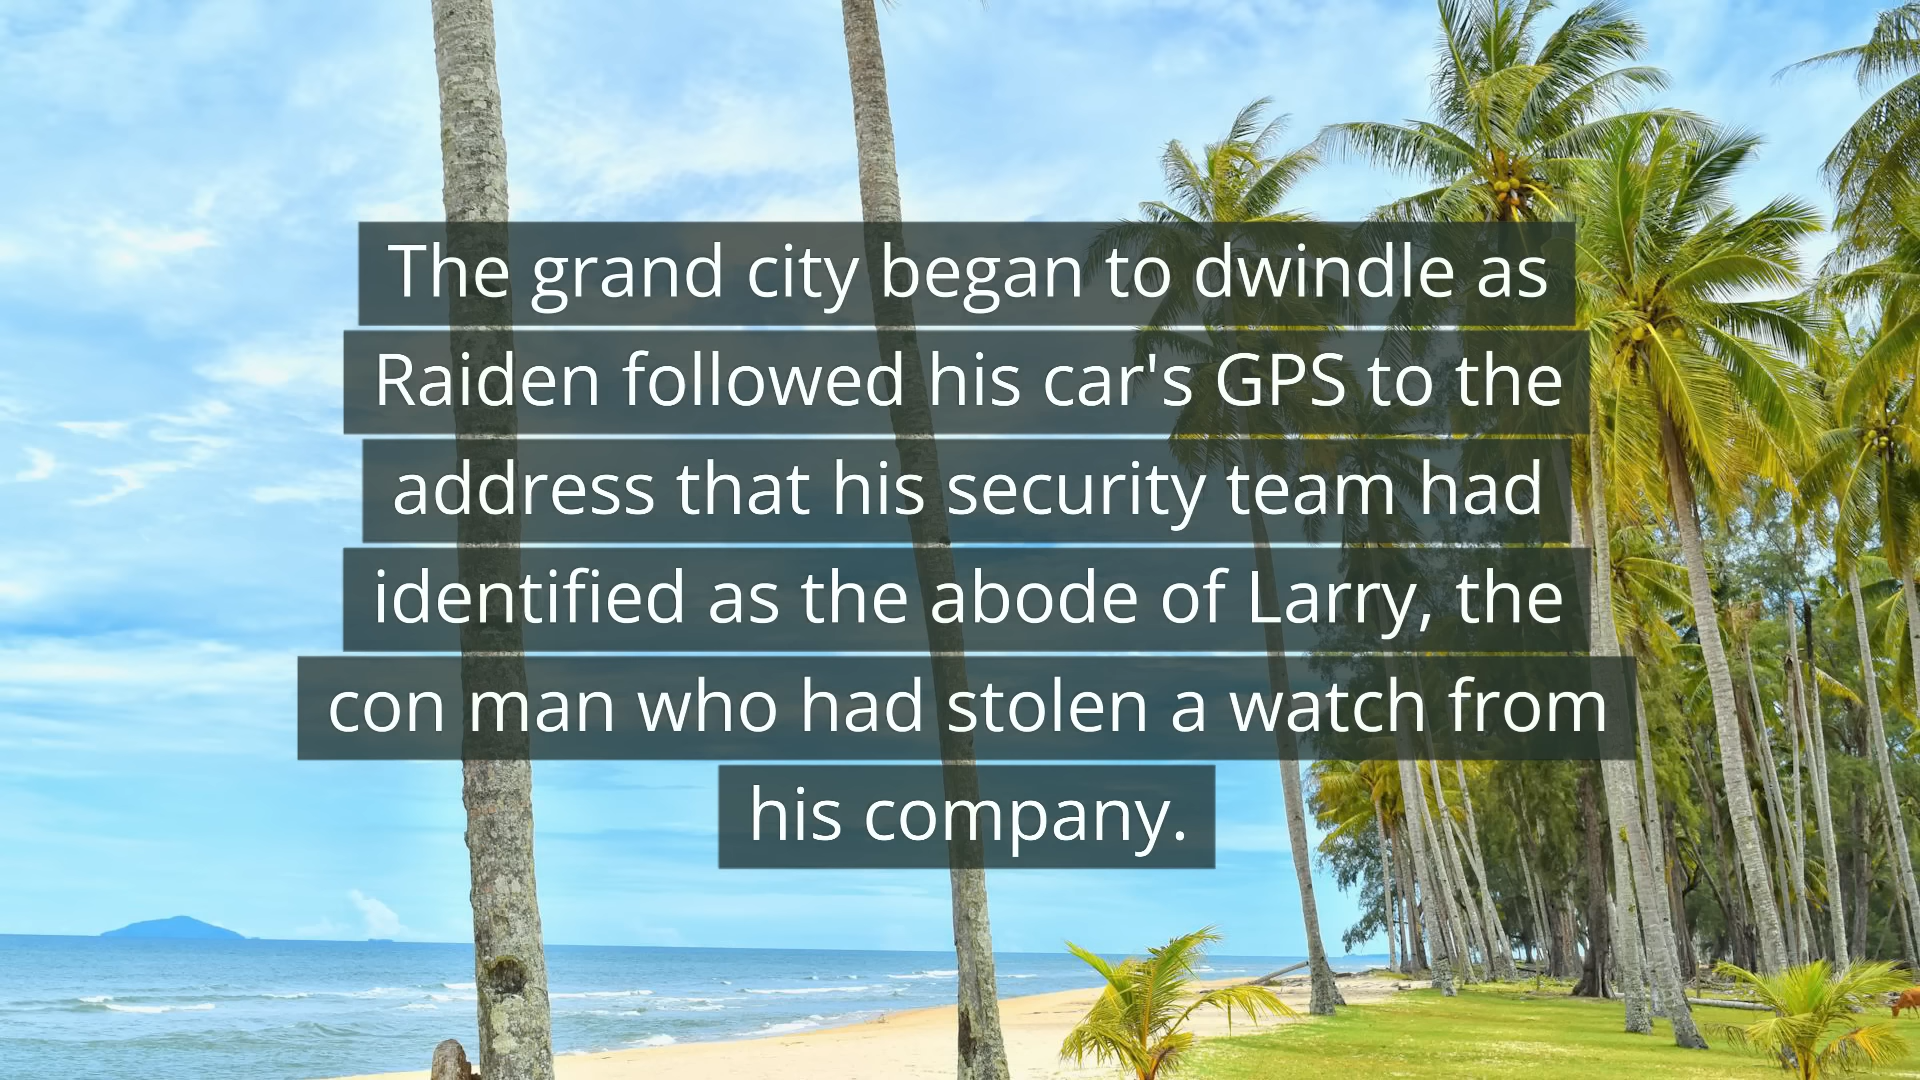 The grand city began to dwindle as
Raiden followed his car's GPS to the
address that his security team had
identified as the abode of Larry, the
con man who had stolen a watch from
his company.